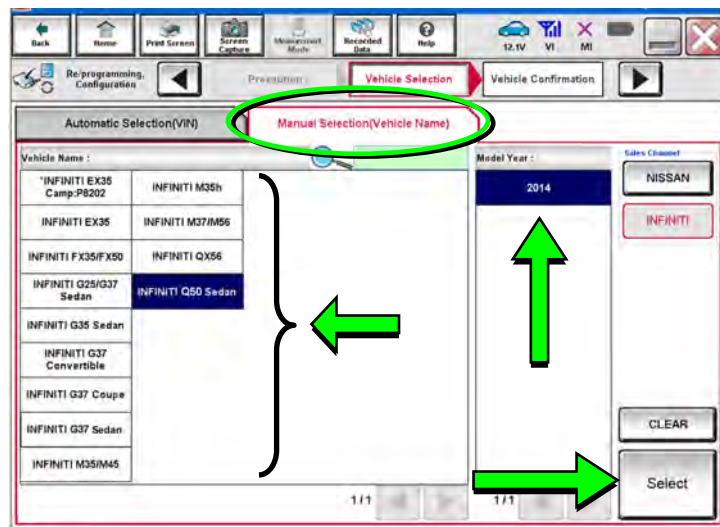 Back
Home
Print Screen
Screen
Capture
Measurement
Mode
Recorded
Data
Help
12.1V
VI
MI
Re-programming,
Configuration
Precaution
Vehicle Selection
Vehicle Confirmation
Automatic Selection(VIN)
Manual Selection(Vehicle Name)
Vehicle Name :
Model Year :
Sales Channel
*INFINITI EX35
Camp:P8202
INFINITI M35h
2014
NISSAN
INFINITI EX35
INFINITI M37/M56
INFINITI
INFINITI FX35/FX50
INFINITI QX56
INFINITI G25/G37
Sedan
INFINITI Q50 Sedan
INFINITI G35 Sedan
INFINITI G37
Convertible
INFINITI G37 Coupe
INFINITI G37 Sedan
CLEAR
INFINITI M35/M45
Select
1/1
1/1